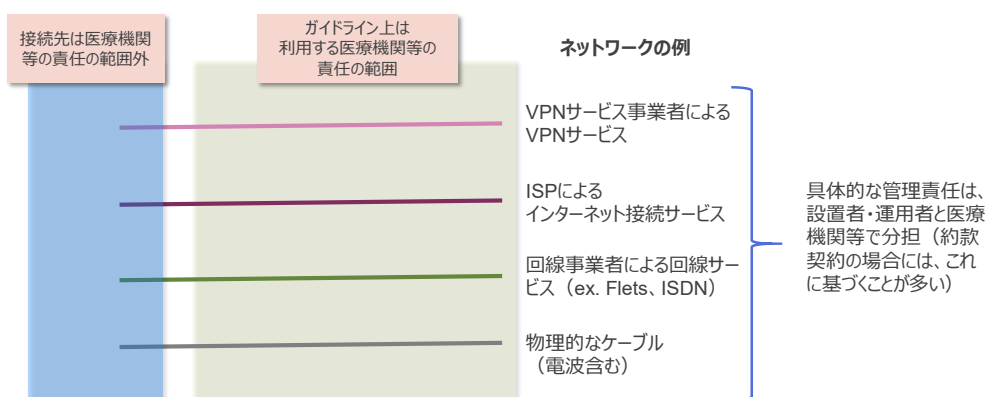 接続先は医療機関
等の責任の範囲外
ガイドライン上は
利用する医療機関等の
責任の範囲
ネットワークの例
VPNサービス事業者による
VPNサービス
ISPによる
インターネット接続サービス
回線事業者による回線サー
ビス（ex. Flets、ISDN）
物理的なケーブル
（電波含む）
具体的な管理責任は、
設置者・運用者と医療
機関等で分担（約款
契約の場合には、これ
に基づくことが多い）